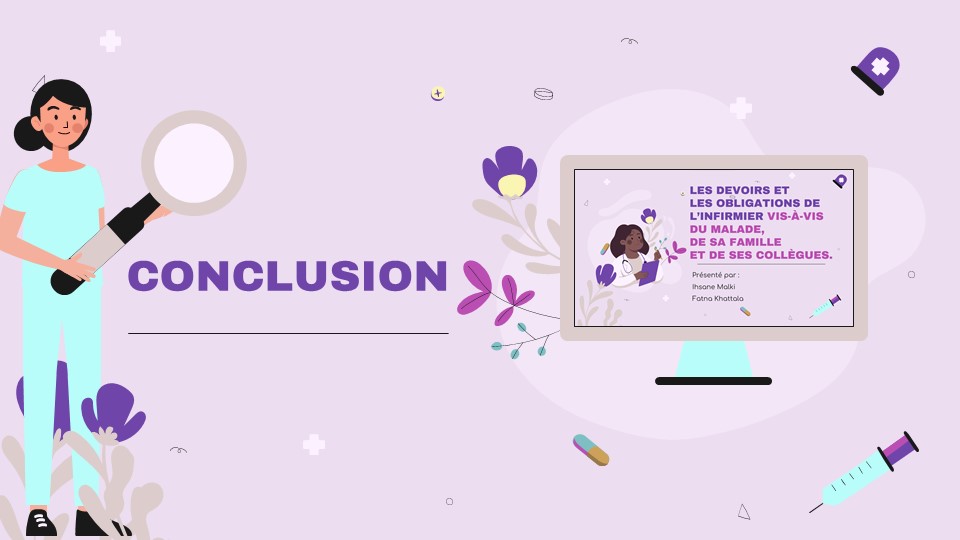 CONCLUSION
LES DEVOIRS ET
LES OBLIGATIONS DE
L'INFIRMIER VIS-À-VIS
DU MALADE,
DE SA FAMILLE
ET DE SES COLLÈGUES.
Présenté par :
Ihsane Malki
Fatna Khattala